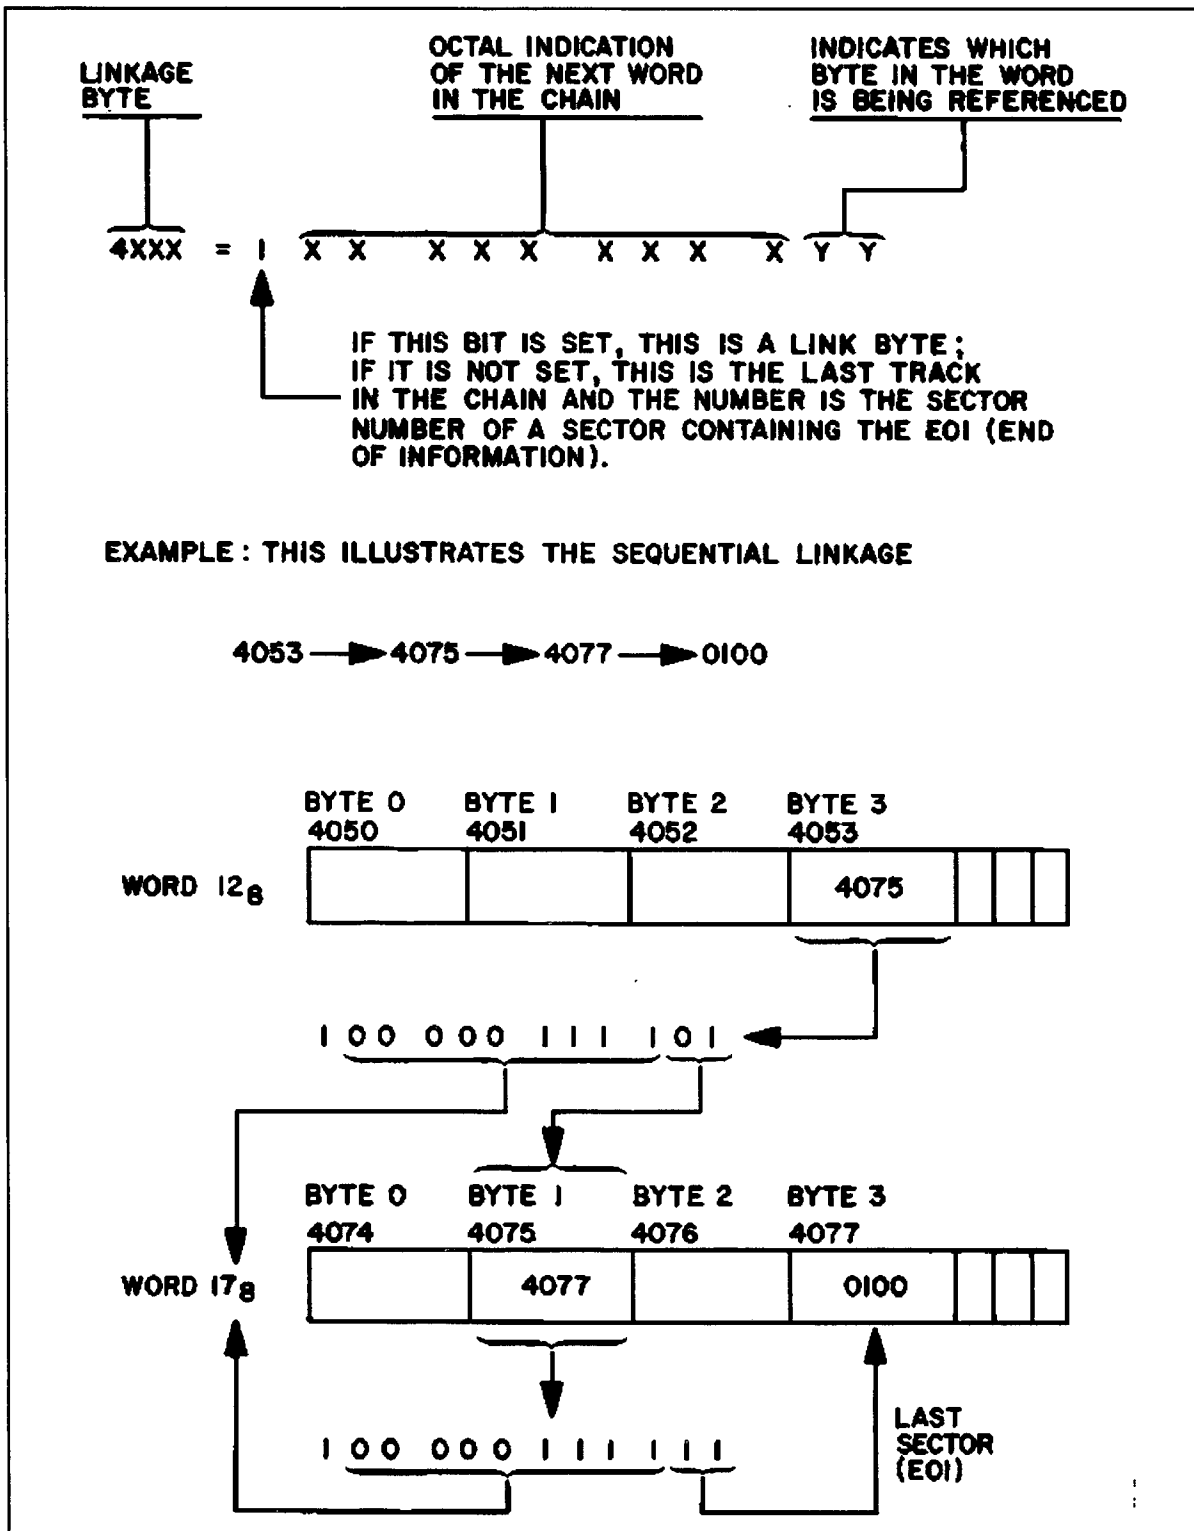 LINKAGE
BYTE
OCTAL INDICATION
OF THE NEXT WORD
IN THE CHAIN
INDICATES WHICH
BYTE IN THE WORD
IS BEING REFERENCED
4XXX = 1 X X X X X X X X X Y Y
IF THIS BIT IS SET, THIS IS A LINK BYTE;
IF IT IS NOT SET, THIS IS THE LAST TRACK
IN THE CHAIN AND THE NUMBER IS THE SECTOR
NUMBER OF A SECTOR CONTAINING THE EOI (END
OF INFORMATION).
EXAMPLE: THIS ILLUSTRATES THE SEQUENTIAL LINKAGE
4053 → 4075 → 4077 → 0100
BYTE 0 BYTE 1 BYTE 2 BYTE 3
4050 4051 4052 4053
WORD 12₈ 4075
1 0 0 0 0 0 1 1 1 1 0 1
BYTE 0 BYTE 1 BYTE 2 BYTE 3
4074 4075 4076 4077
WORD 17₈ 4077 0100
1 0 0 0 0 0 1 1 1 1 1 1
LAST
SECTOR
(EOI)